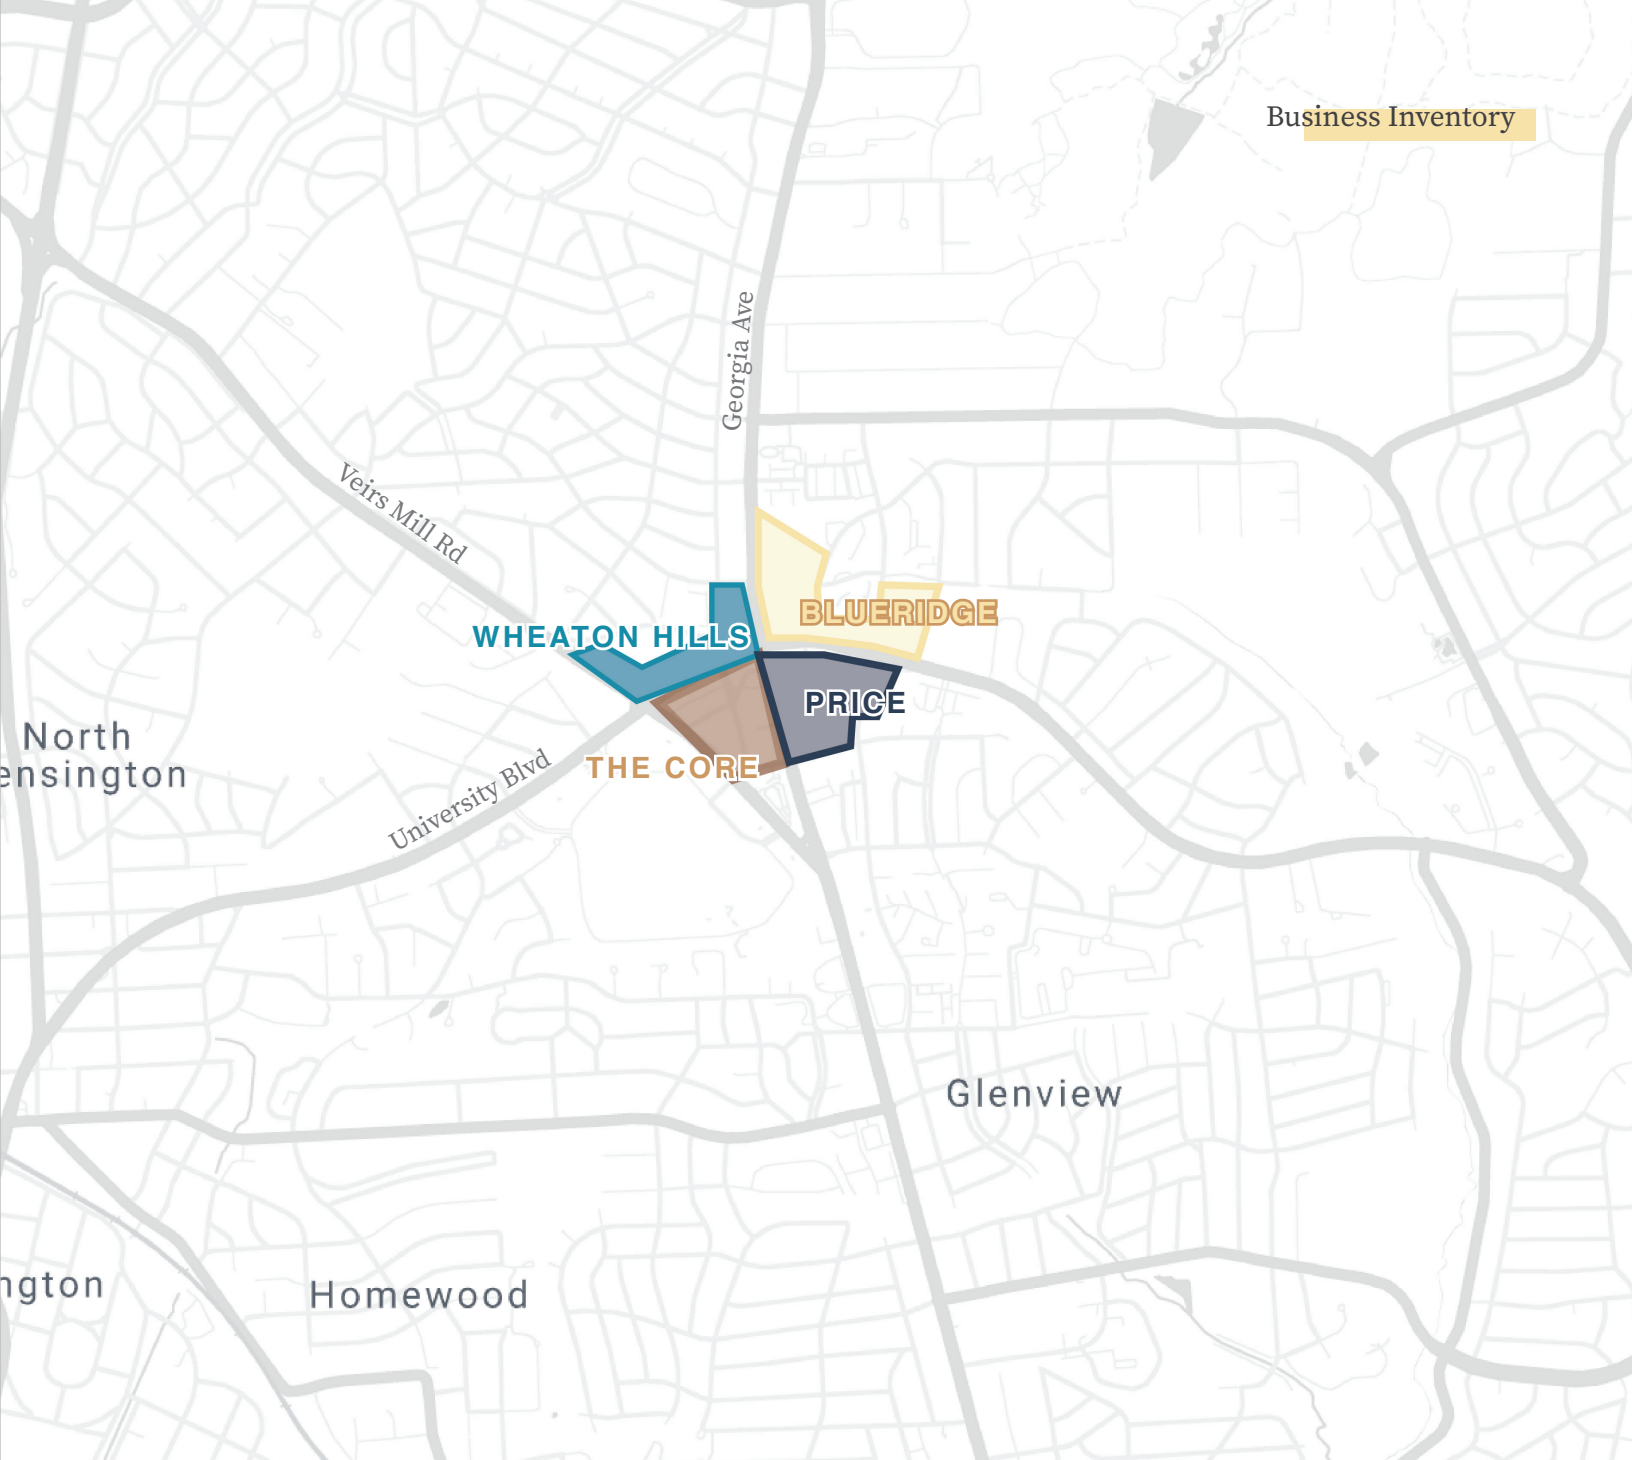 Business Inventory
Georgia Ave
Veirs Mill Rd
BLUERIDGE
WHEATON HILLS
PRICE
North
ensington
THE CORE
University Blvd
Glenview
ngton
Homewood